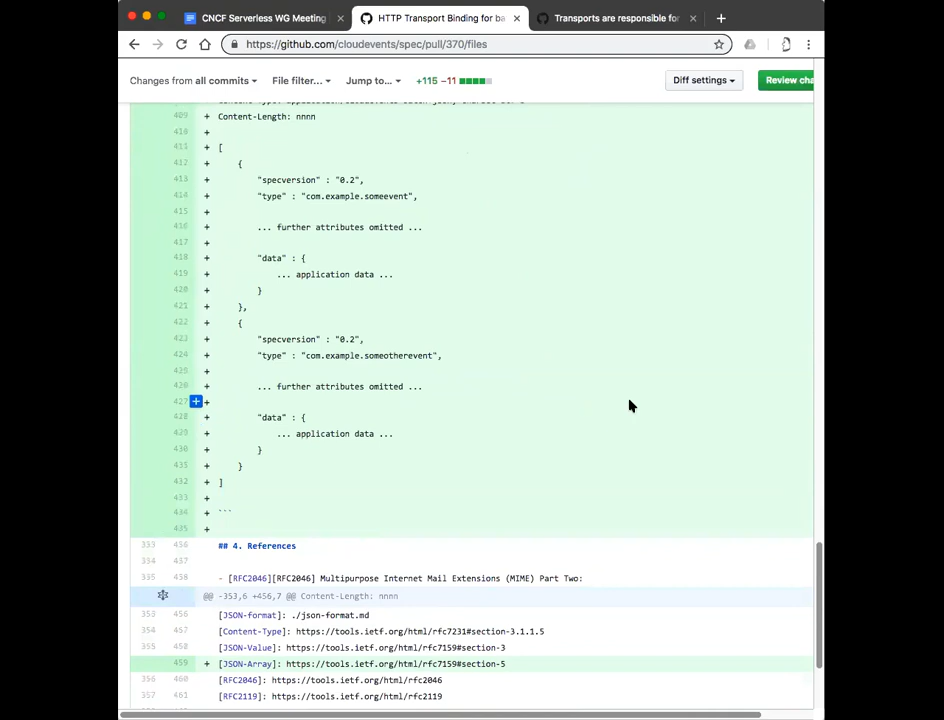 CNCF Serverless WG Meeting
HTTP Transport Binding for ba
Transports are responsible for
https://github.com/cloudevents/spec/pull/370/files
Changes from all commits
File filter...
Jump to...
+115 −11
Diff settings
Review cha
409 + Content-Length: nnnn
410 +
411 + [
412 + {
413 + "specversion" : "0.2",
414 + "type" : "com.example.someevent",
415 +
416 + ... further attributes omitted ...
417 +
418 + "data" : {
419 + ... application data ...
420 + }
421 + },
422 + {
423 + "specversion" : "0.2",
424 + "type" : "com.example.someotherevent",
425 +
426 + ... further attributes omitted ...
427 +
428 + "data" : {
429 + ... application data ...
430 + }
+ }
432 + ]
433 +
+ ```
435 +
## 4. References
- [RFC2046][RFC2046] Multipurpose Internet Mail Extensions (MIME) Part Two:
@@ -353,6 +456,7 @@ Content-Length: nnnn
353 456 [JSON-format]: ./json-format.md
354 457 [Content-Type]: https://tools.ietf.org/html/rfc7231#section-3.1.1.5
355 458 [JSON-Value]: https://tools.ietf.org/html/rfc7159#section-3
459 + [JSON-Array]: https://tools.ietf.org/html/rfc7159#section-5
356 460 [RFC2046]: https://tools.ietf.org/html/rfc2046
357 461 [RFC2119]: https://tools.ietf.org/html/rfc2119